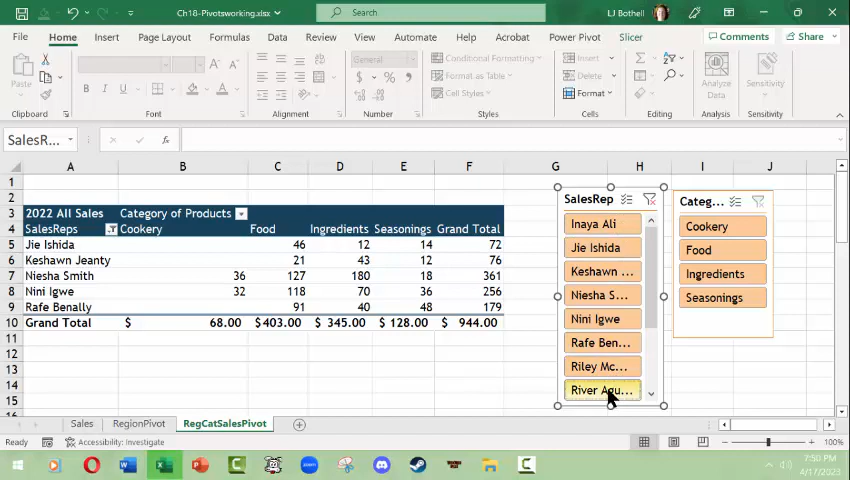 Ch18-Pivotsworking.xlsx
Search
LJ Bothell
File Home Insert Draw Page Layout Formulas Data Review View Automate Help Acrobat Power Pivot Slicer
Comments
Share
Paste
Clipboard
Font
Alignment
General
Number
Conditional Formatting
Format as Table
Cell Styles
Styles
Insert
Delete
Format
Cells
Editing
Analyze
Data
Analysis
Sensitivity
Sensitivity
SalesR...
fx
A B C D E F G H I J
1
2
3 2022 All Sales Category of Products
4 SalesReps Cookery Food Ingredients Seasonings Grand Total
5 Jie Ishida 46 12 14 72
6 Keshawn Jeanty 21 43 12 76
7 Niesha Smith 36 127 180 18 361
8 Nini Igwe 32 118 70 36 256
9 Rafe Benally 91 40 48 179
10 Grand Total $ 68.00 $403.00 $ 345.00 $ 128.00 $ 944.00
11
12
13
14
15
SalesRep
Inaya Ali
Jie Ishida
Keshawn ...
Niesha S...
Nini Igwe
Rafe Ben...
Riley Mc...
River Agu...
Categ...
Cookery
Food
Ingredients
Seasonings
Sales RegionPivot RegCatSalesPivot
Ready
Accessibility: Investigate
100%
7:50 PM
4/17/2023